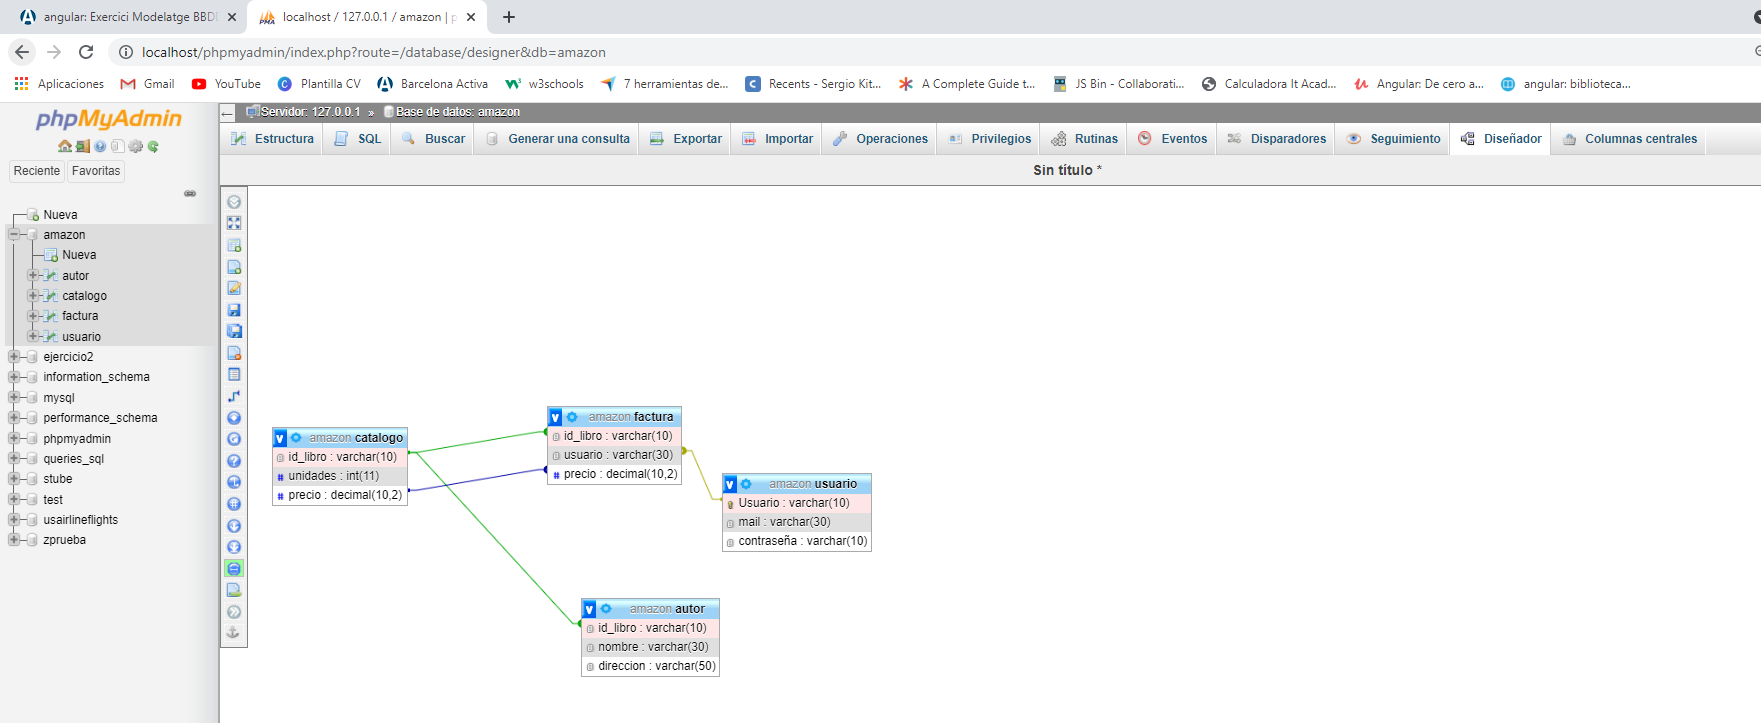 angular: Exercici Modelatge BBD
localhost / 127.0.0.1 / amazon | p
localhost/phpmyadmin/index.php?route=/database/designer&db=amazon
Aplicaciones Gmail YouTube Plantilla CV Barcelona Activa w3schools 7 herramientas de... Recents - Sergio Kit... A Complete Guide t... JS Bin - Collaborati... Calculadora It Acad... Angular: De cero a... angular: biblioteca...
phpMyAdmin
Reciente Favoritas
Nueva
amazon
Nueva
autor
catalogo
factura
usuario
ejercicio2
information_schema
mysql
performance_schema
phpmyadmin
queries_sql
stube
test
usairlineflights
zprueba
Servidor: 127.0.0.1 » Base de datos: amazon
Estructura SQL Buscar Generar una consulta Exportar Importar Operaciones Privilegios Rutinas Eventos Disparadores Seguimiento Diseñador Columnas centrales
Sin título *
v amazon catalogo
id_libro : varchar(10)
# unidades : int(11)
# precio : decimal(10,2)
v amazon factura
id_libro : varchar(10)
usuario : varchar(30)
# precio : decimal(10,2)
v amazon usuario
Usuario : varchar(10)
mail : varchar(30)
contraseña : varchar(10)
v amazon autor
id_libro : varchar(10)
nombre : varchar(30)
direccion : varchar(50)